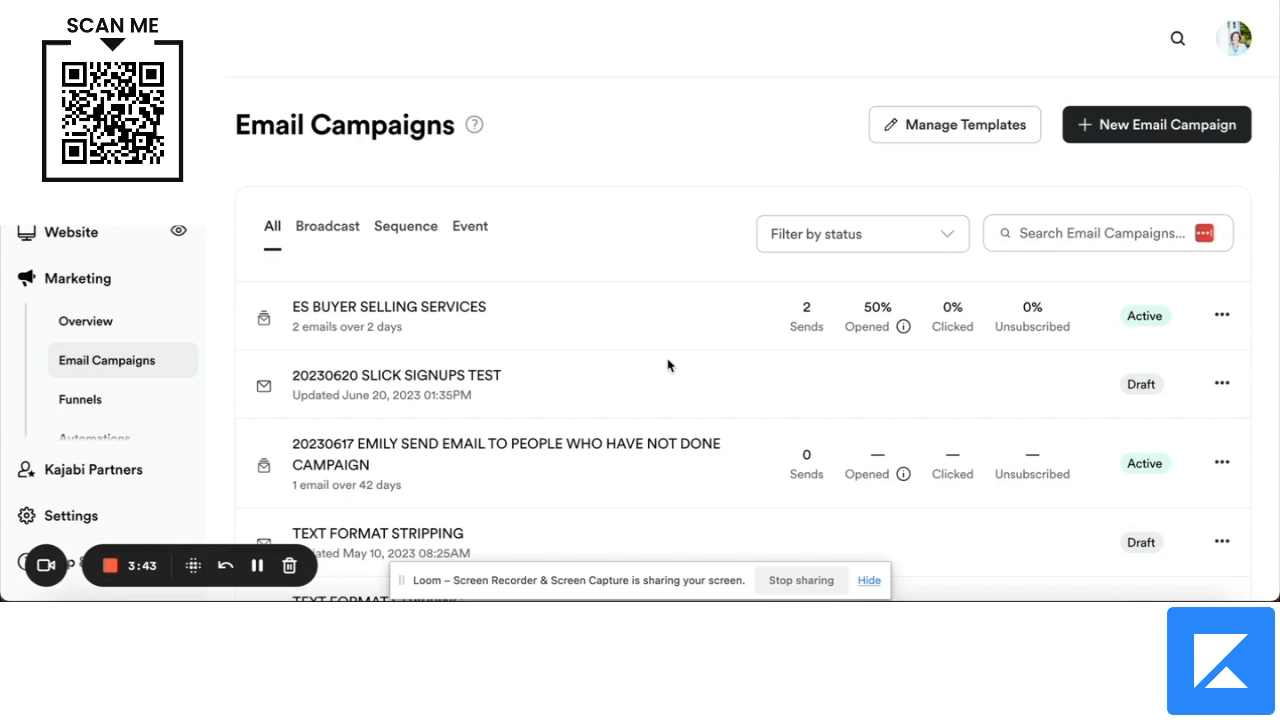 SCAN ME
Email Campaigns
Manage Templates
+ New Email Campaign
All Broadcast Sequence Event
Filter by status
Search Email Campaigns...
Website
Marketing
Overview
Email Campaigns
Funnels
Automations
Kajabi Partners
Settings
ES BUYER SELLING SERVICES
2 emails over 2 days
2 50% 0% 0%
Sends Opened Clicked Unsubscribed
Active
20230620 SLICK SIGNUPS TEST
Updated June 20, 2023 01:35PM
Draft
20230617 EMILY SEND EMAIL TO PEOPLE WHO HAVE NOT DONE
CAMPAIGN
1 email over 42 days
0 — — —
Sends Opened Clicked Unsubscribed
Active
TEXT FORMAT STRIPPING
dated May 10, 2023 08:25AM
Draft
3:43
Loom – Screen Recorder & Screen Capture is sharing your screen.
Stop sharing
Hide